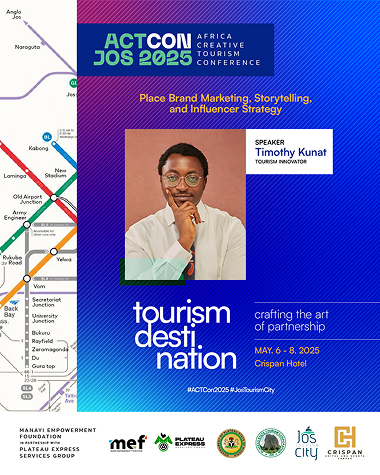 Anglo
Jos
Naraguta
Jos
Kabong
New
Stadium
Laminga
Old Airport
Junction
Army
Engineer
Rukuba
Road
Yelwa
Vom
Back
Bay
Secretariat
Junction
University
Junction
Bukuru
Rayfield
Zaramaganda
Du
Gura top
ACTCON
JOS 2025
AFRICA
CREATIVE
TOURISM
CONFERENCE
Place Brand Marketing, Storytelling,
and Influencer Strategy
SPEAKER
Timothy Kunat
TOURISM INNOVATOR
tourism
desti
nation
crafting the art
of partnership
MAY. 6 - 8. 2025
Crispan Hotel
#ACTCon2025 #JosTourismCity
MANAYI EMPOWERMENT
FOUNDATION
IN PARTNERSHIP WITH
PLATEAU EXPRESS
SERVICES GROUP
mef
PLATEAU
EXPRESS
Jos
City
CH
CRISPAN